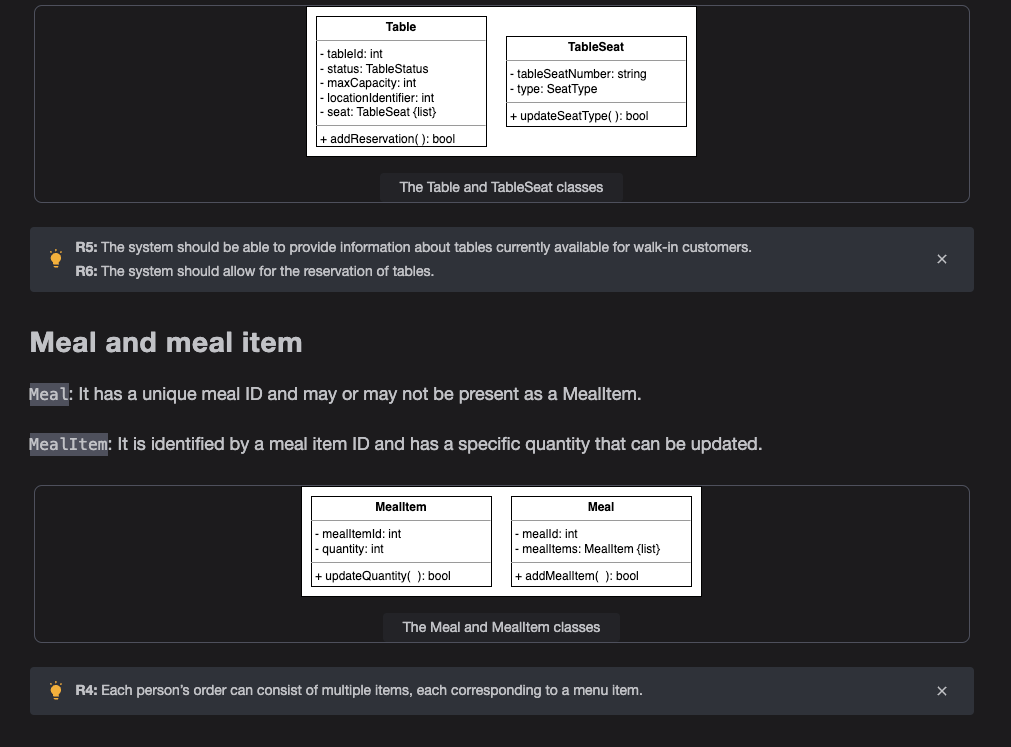 Table
- tableId: int
- status: TableStatus
- maxCapacity: int
- locationIdentifier: int
- seat: TableSeat {list}
+ addReservation( ): bool
TableSeat
- tableSeatNumber: string
- type: SeatType
+ updateSeatType( ): bool
The Table and TableSeat classes
R5: The system should be able to provide information about tables currently available for walk-in customers.
R6: The system should allow for the reservation of tables.
Meal and meal item
Meal: It has a unique meal ID and may or may not be present as a MealItem.
MealItem: It is identified by a meal item ID and has a specific quantity that can be updated.
MealItem
- mealItemId: int
- quantity: int
+ updateQuantity(  ): bool
Meal
- mealId: int
- mealItems: MealItem {list}
+ addMealItem(  ): bool
The Meal and MealItem classes
R4: Each person’s order can consist of multiple items, each corresponding to a menu item.